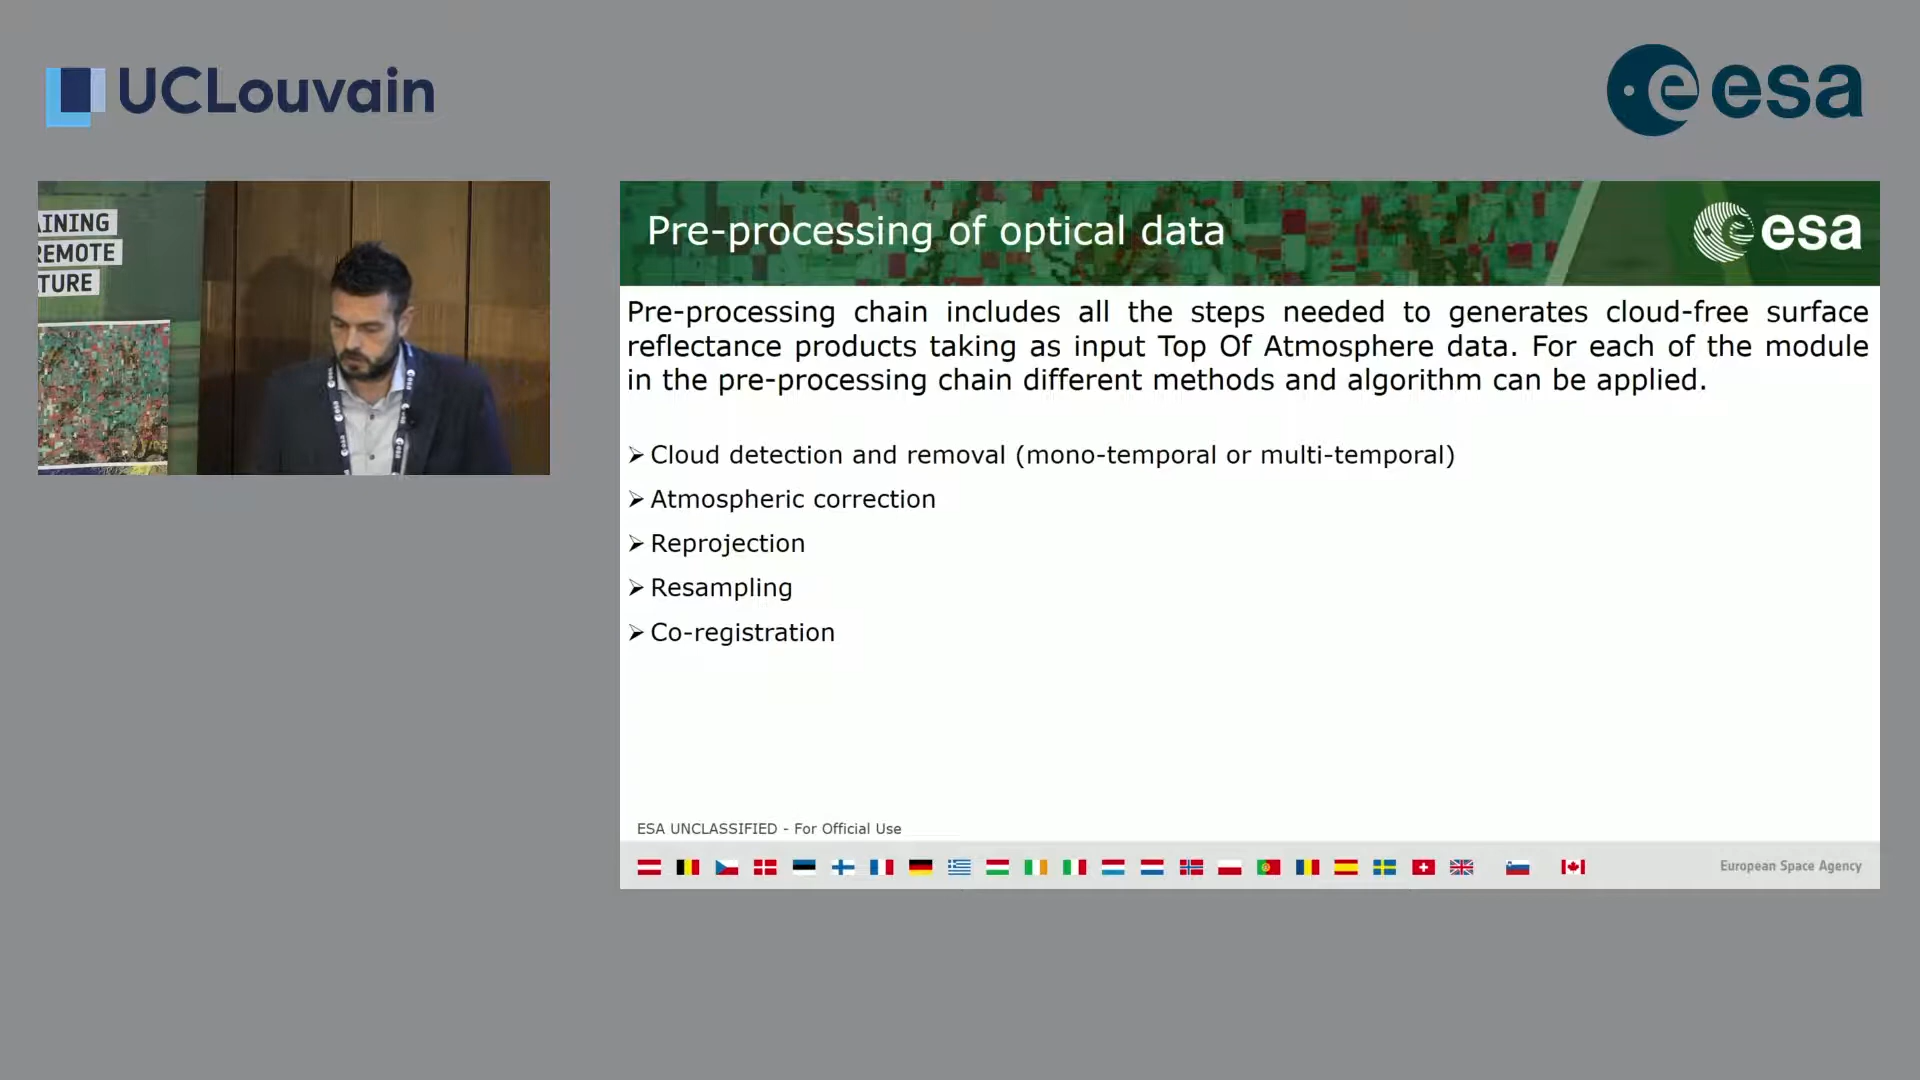 UCLouvain
esa
AINING
REMOTE
TURE
Pre-processing of optical data
esa
Pre-processing chain includes all the steps needed to generates cloud-free surface
reflectance products taking as input Top Of Atmosphere data. For each of the module
in the pre-processing chain different methods and algorithm can be applied.
➢ Cloud detection and removal (mono-temporal or multi-temporal)
➢ Atmospheric correction
➢ Reprojection
➢ Resampling
➢ Co-registration
ESA UNCLASSIFIED - For Official Use
European Space Agency